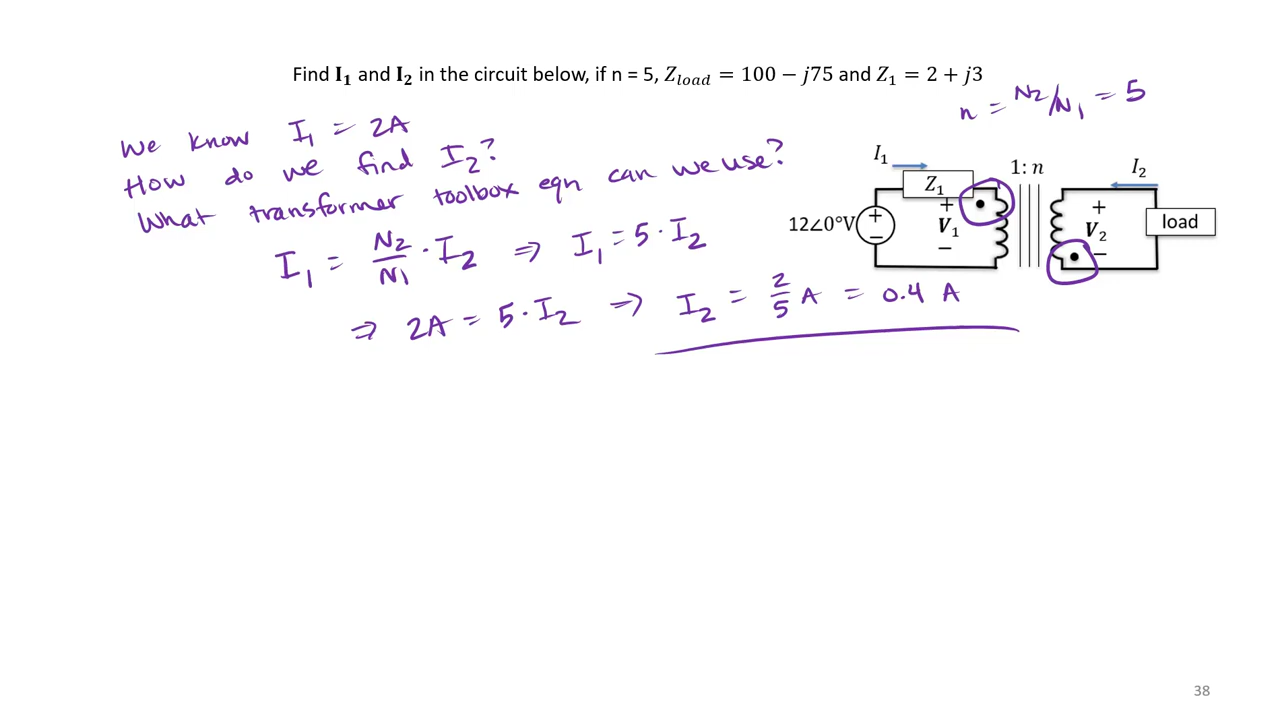 Find I₁ and I₂ in the circuit below, if n = 5, Z_load = 100 − j75 and Z₁ = 2 + j3
n = N₂/N₁ = 5
We know I₁ = 2A
How do we find I₂?
What transformer toolbox eqn can we use?
I₁ = N₂/N₁ · I₂ ⇒ I₁ = 5 · I₂
⇒ 2A = 5 · I₂ ⇒ I₂ = 2/5 A = 0.4 A
I₁
1: n
I₂
Z₁
+
+
12∠0°V
+
−
V₁
V₂
load
−
−
38